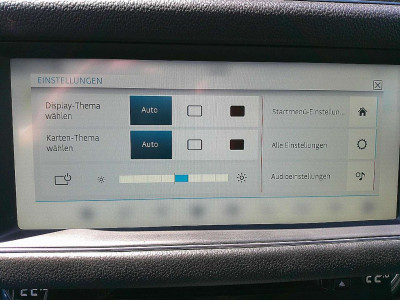 EINSTELLUNGEN
Display-Thema
wählen
Auto
Startmenü-Einstellun...
Karten-Thema
wählen
Auto
Alle Einstellungen
Audioeinstellungen